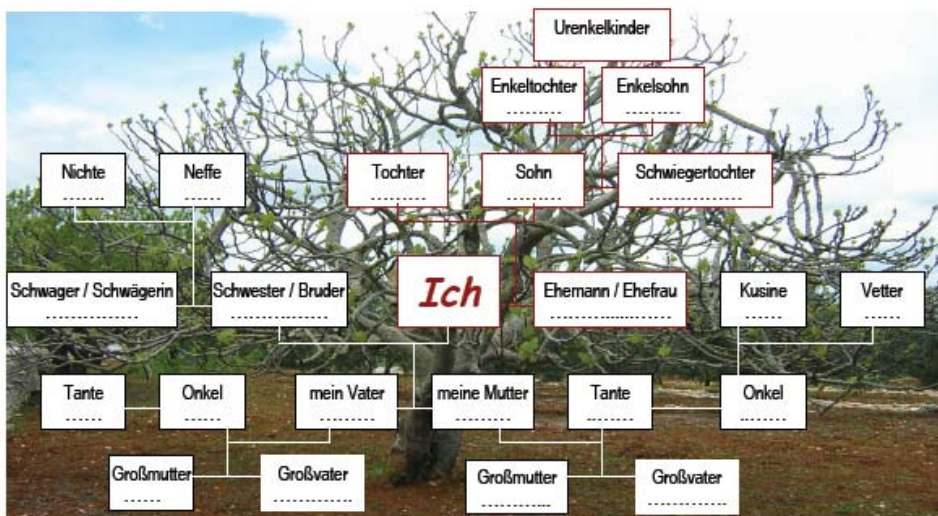 Urenkelkinder
Enkeltochter
Enkelsohn
Nichte
Neffe
Tochter
Sohn
Schwiegertochter
Schwager / Schwägerin
Schwester / Bruder
Ich
Ehemann / Ehefrau
Kusine
Vetter
Tante
Onkel
mein Vater
meine Mutter
Tante
Onkel
Großmutter
Großvater
Großmutter
Großvater